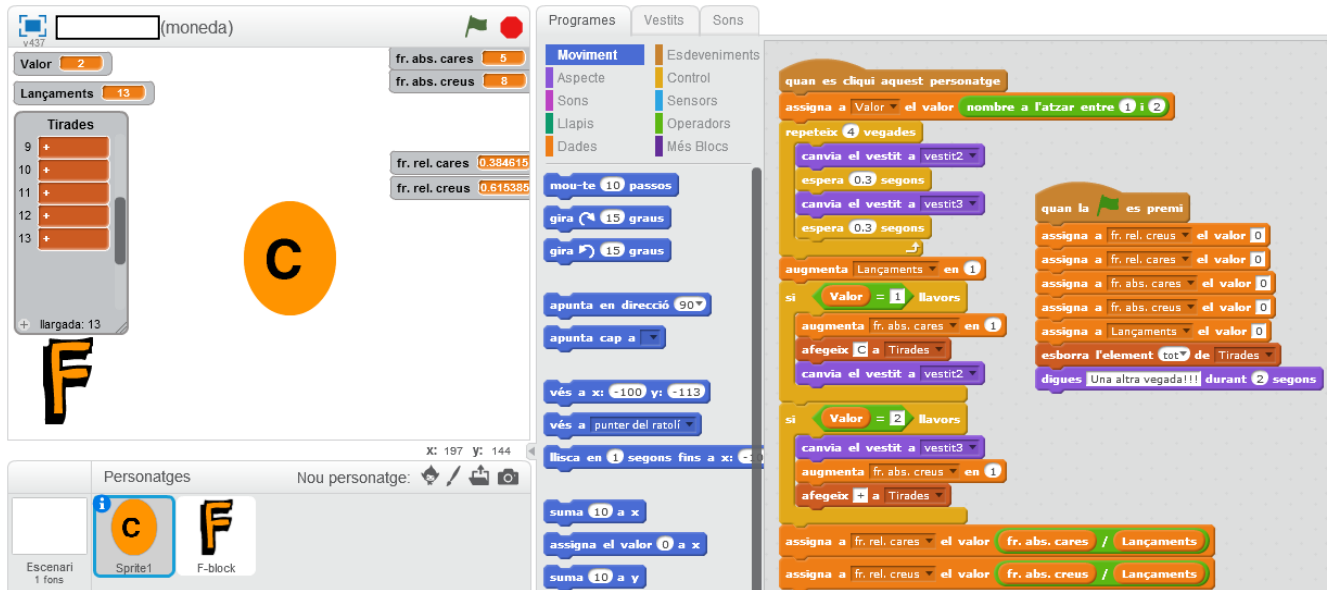 (moneda)
v437
Valor 2
Lançaments 13
fr. abs. cares 5
fr. abs. creus 8
Tirades
9 +
10 +
11 +
12 +
13 +
+ llargada: 13
fr. rel. cares 0.384615
fr. rel. creus 0.615385
C
F
x: 197 y: 144
Personatges
Nou personatge:
Escenari
1 fons
C
Sprite1
F
F-block
Programes Vestits Sons
Moviment Esdeveniments
Aspecte Control
Sons Sensors
Llapis Operadors
Dades Més Blocs
mou-te 10 passos
gira 15 graus
gira 15 graus
apunta en direcció 90
apunta cap a
vés a x: -100 y: -113
vés a punter del ratolí
llisca en 1 segons fins a x:
suma 10 a x
assigna el valor 0 a x
suma 10 a y
quan es cliqui aquest personatge
assigna a Valor el valor nombre a l'atzar entre 1 i 2
repeteix 4 vegades
canvia el vestit a vestit2
espera 0.3 segons
canvia el vestit a vestit3
espera 0.3 segons
augmenta Lançaments en 1
si Valor = 1 llavors
augmenta fr. abs. cares en 1
afegeix C a Tirades
canvia el vestit a vestit2
si Valor = 2 llavors
canvia el vestit a vestit3
augmenta fr. abs. creus en 1
afegeix + a Tirades
assigna a fr. rel. cares el valor fr. abs. cares / Lançaments
assigna a fr. rel. creus el valor fr. abs. creus / Lançaments
quan la es premi
assigna a fr. rel. creus el valor 0
assigna a fr. rel. cares el valor 0
assigna a fr. abs. cares el valor 0
assigna a fr. abs. creus el valor 0
assigna a Lançaments el valor 0
esborra l'element tot de Tirades
digues Una altra vegada!!! durant 2 segons